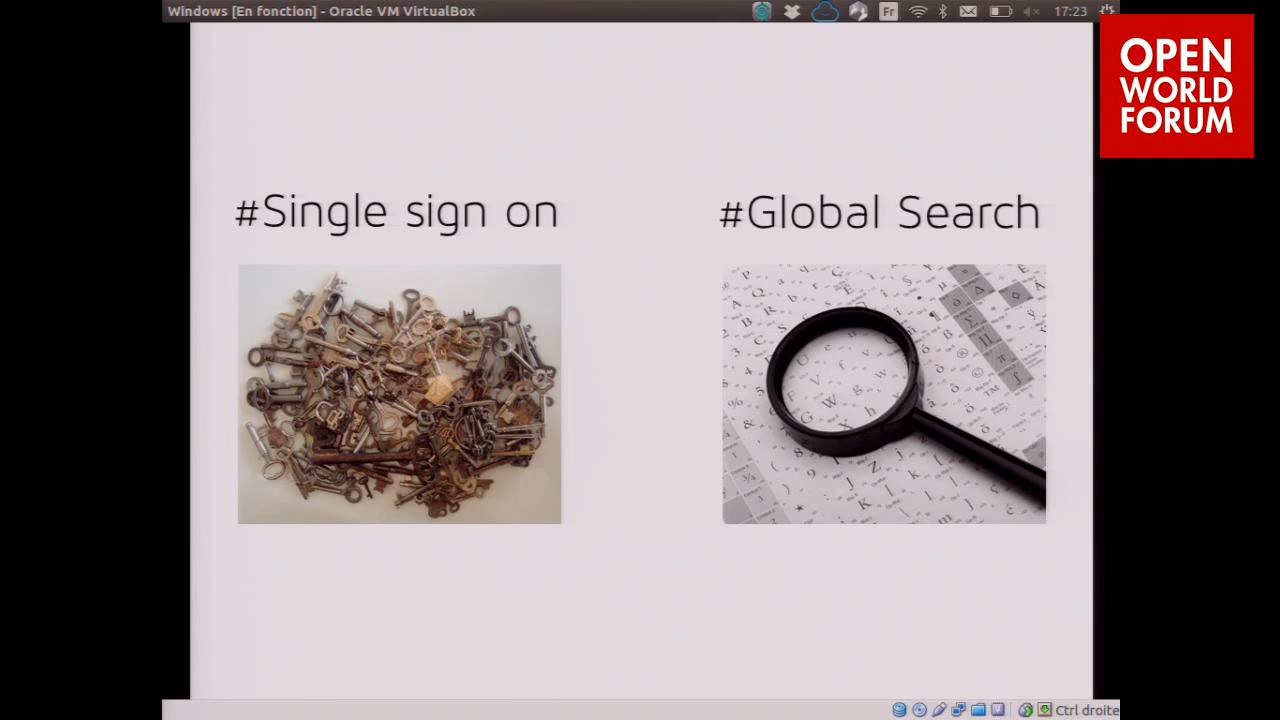 Windows [En fonction] - Oracle VM VirtualBox
Fr
17:23
OPEN
WORLD
FORUM
#Single sign on
#Global Search
Ctrl droite